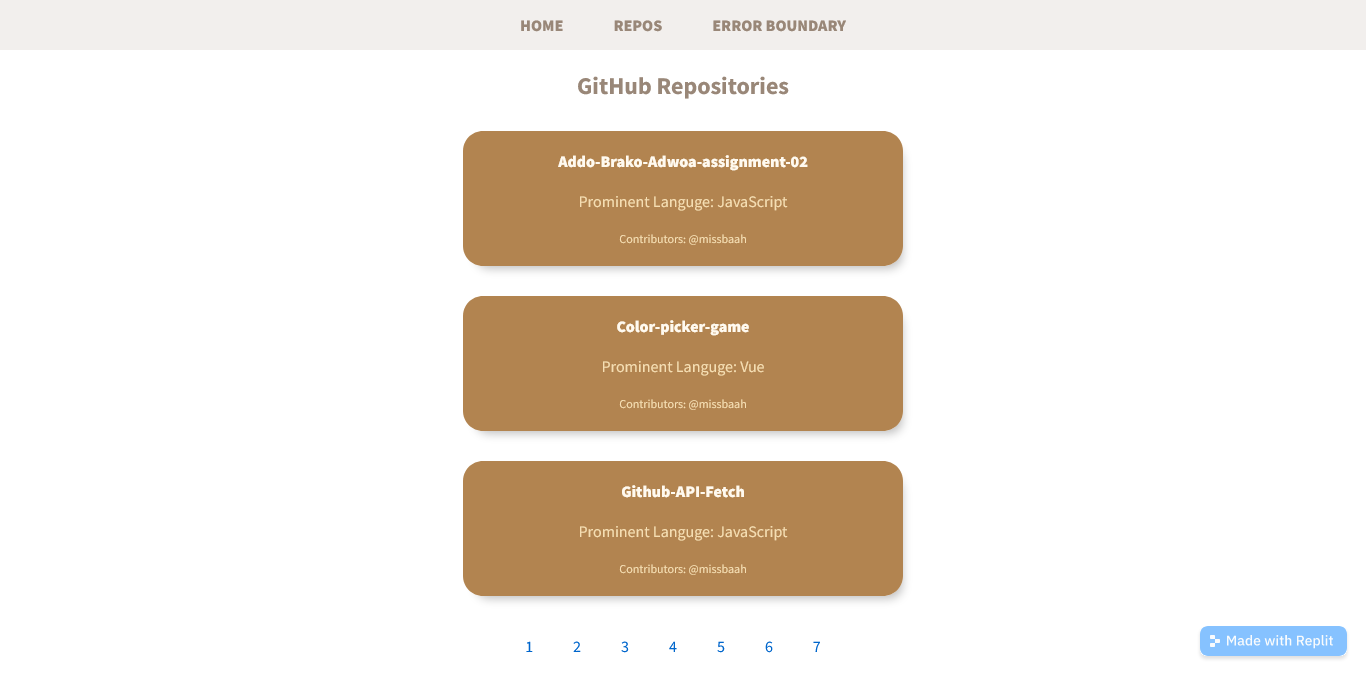 HOME REPOS ERROR BOUNDARY
GitHub Repositories
Addo-Brako-Adwoa-assignment-02
Prominent Languge: JavaScript
Contributors: @missbaah
Color-picker-game
Prominent Languge: Vue
Contributors: @missbaah
Github-API-Fetch
Prominent Languge: JavaScript
Contributors: @missbaah
1 2 3 4 5 6 7
Made with Replit